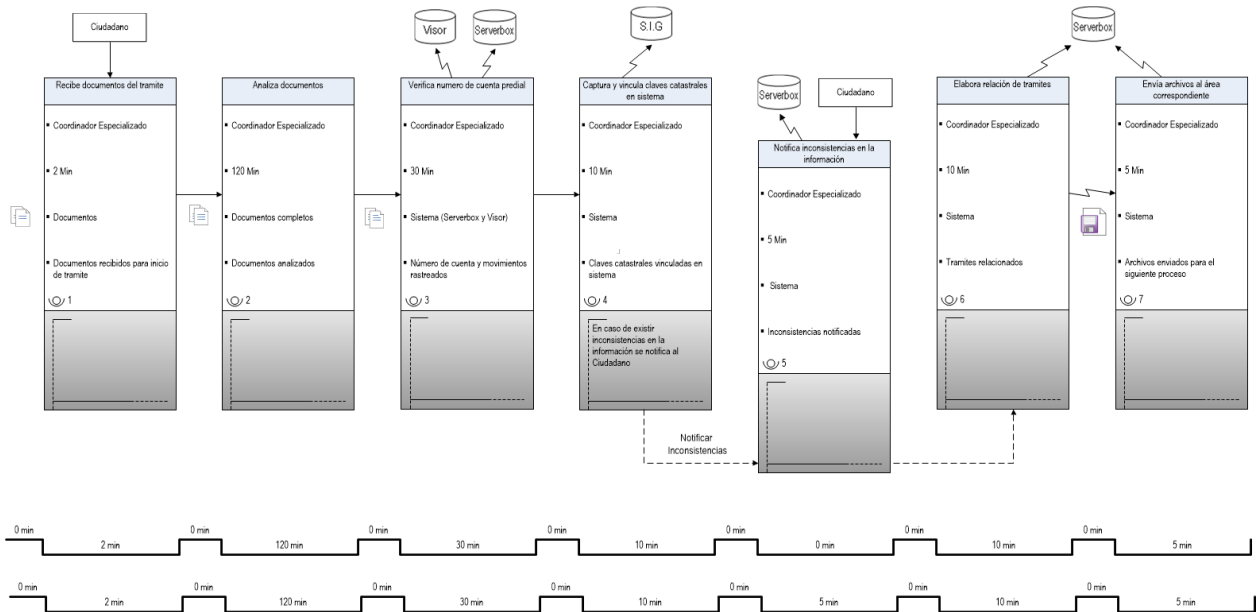 Ciudadano
Recibe documentos del tramite
Coordinador Especializado
2 Min
Documentos
Documentos recibidos para inicio
de tramite
1
Analiza documentos
Coordinador Especializado
120 Min
Documentos completos
Documentos analizados
2
Visor
Serverbox
Verifica numero de cuenta predial
Coordinador Especializado
30 Min
Sistema (Serverbox y Visor)
Número de cuenta y movimientos
rastreados
3
S.I.G
Captura y vincula claves catastrales
en sistema
Coordinador Especializado
10 Min
Sistema
Claves catastrales vinculadas en
sistema
4
En caso de existir
inconsistencias en la
información se notifica al
Ciudadano
Notificar
Inconsistencias
Serverbox
Ciudadano
Notifica inconsistencias en la
información
Coordinador Especializado
5 Min
Sistema
Inconsistencias notificadas
5
Serverbox
Elabora relación de tramites
Coordinador Especializado
10 Min
Sistema
Tramites relacionados
6
Envía archivos al área
correspondiente
Coordinador Especializado
5 Min
Sistema
Archivos enviados para el
siguiente proceso
7
0 min
2 min
0 min
120 min
0 min
30 min
0 min
10 min
0 min
0 min
0 min
10 min
0 min
5 min
0 min
2 min
0 min
120 min
0 min
30 min
0 min
10 min
0 min
5 min
0 min
10 min
0 min
5 min